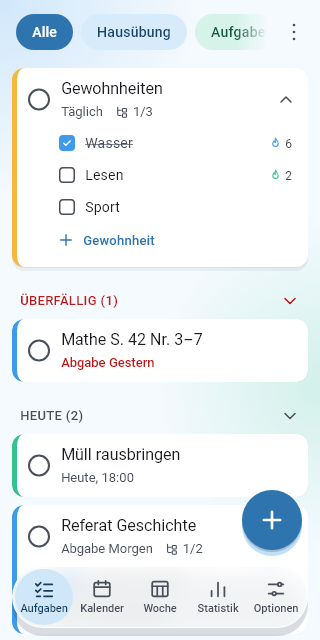 Alle Hausübung Aufgabe
Gewohnheiten
Täglich 1/3
Wasser 6
Lesen 2
Sport
+ Gewohnheit
ÜBERFÄLLIG (1)
Mathe S. 42 Nr. 3–7
Abgabe Gestern
HEUTE (2)
Müll rausbringen
Heute, 18:00
Referat Geschichte
Abgabe Morgen 1/2
Aufgaben Kalender Woche Statistik Optionen